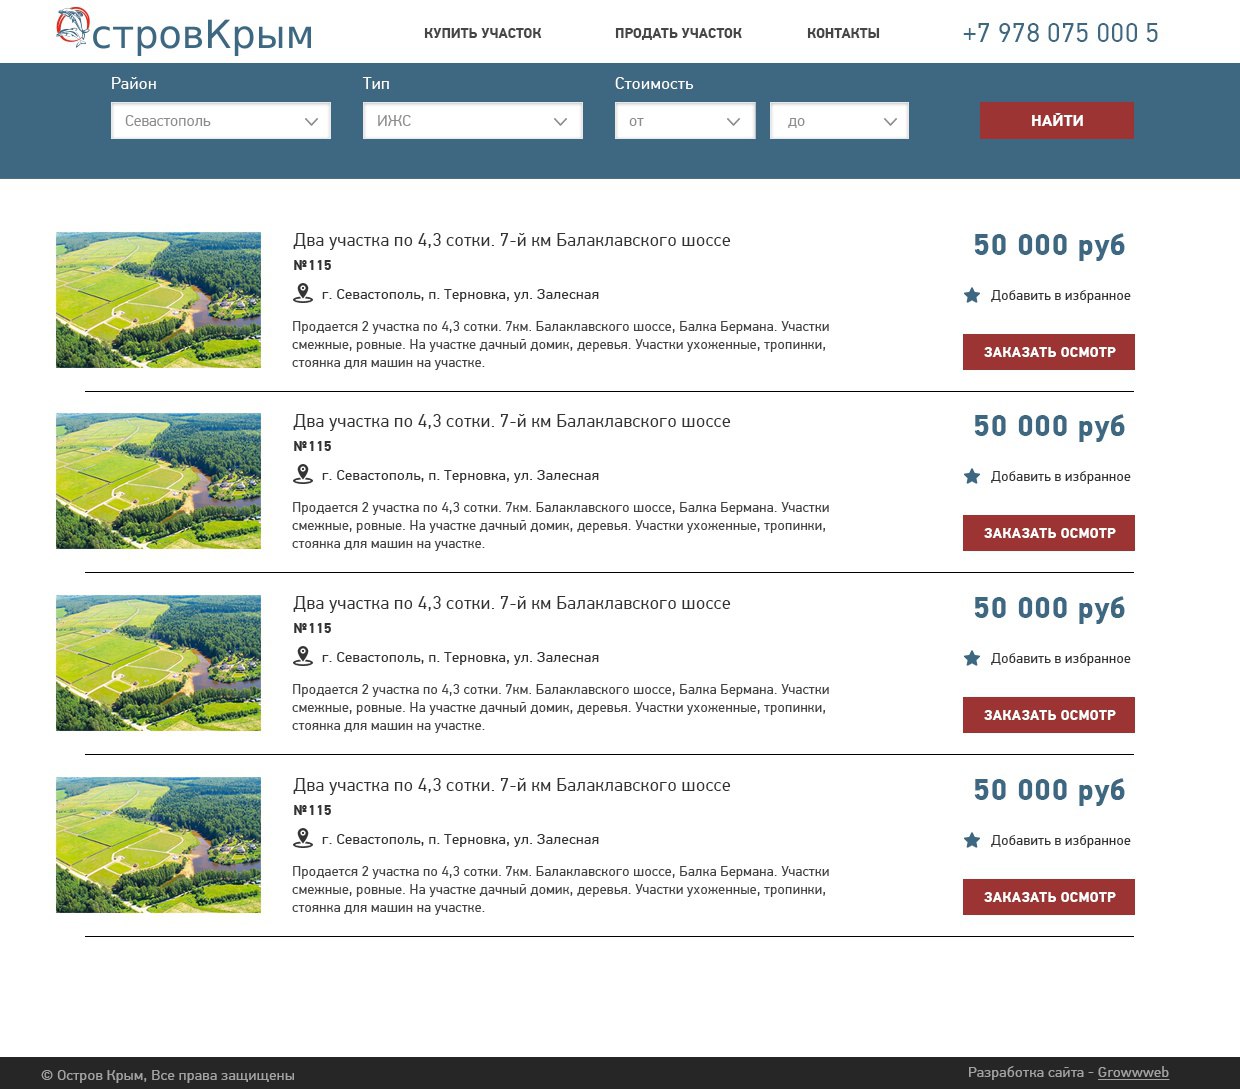 стровКрым
КУПИТЬ УЧАСТОК
ПРОДАТЬ УЧАСТОК
КОНТАКТЫ
+7 978 075 000 5
Район
Тип
Стоимость
Севастополь
ИЖС
от
до
НАЙТИ
Два участка по 4,3 сотки. 7-й км Балаклавского шоссе
№115
г. Севастополь, п. Терновка, ул. Залесная
Продается 2 участка по 4,3 сотки. 7км. Балаклавского шоссе, Балка Бермана. Участки
смежные, ровные. На участке дачный домик, деревья. Участки ухоженные, тропинки,
стоянка для машин на участке.
50 000 руб
Добавить в избранное
ЗАКАЗАТЬ ОСМОТР
Два участка по 4,3 сотки. 7-й км Балаклавского шоссе
№115
г. Севастополь, п. Терновка, ул. Залесная
Продается 2 участка по 4,3 сотки. 7км. Балаклавского шоссе, Балка Бермана. Участки
смежные, ровные. На участке дачный домик, деревья. Участки ухоженные, тропинки,
стоянка для машин на участке.
50 000 руб
Добавить в избранное
ЗАКАЗАТЬ ОСМОТР
Два участка по 4,3 сотки. 7-й км Балаклавского шоссе
№115
г. Севастополь, п. Терновка, ул. Залесная
Продается 2 участка по 4,3 сотки. 7км. Балаклавского шоссе, Балка Бермана. Участки
смежные, ровные. На участке дачный домик, деревья. Участки ухоженные, тропинки,
стоянка для машин на участке.
50 000 руб
Добавить в избранное
ЗАКАЗАТЬ ОСМОТР
Два участка по 4,3 сотки. 7-й км Балаклавского шоссе
№115
г. Севастополь, п. Терновка, ул. Залесная
Продается 2 участка по 4,3 сотки. 7км. Балаклавского шоссе, Балка Бермана. Участки
смежные, ровные. На участке дачный домик, деревья. Участки ухоженные, тропинки,
стоянка для машин на участке.
50 000 руб
Добавить в избранное
ЗАКАЗАТЬ ОСМОТР
© Остров Крым, Все права защищены
Разработка сайта - Growwweb